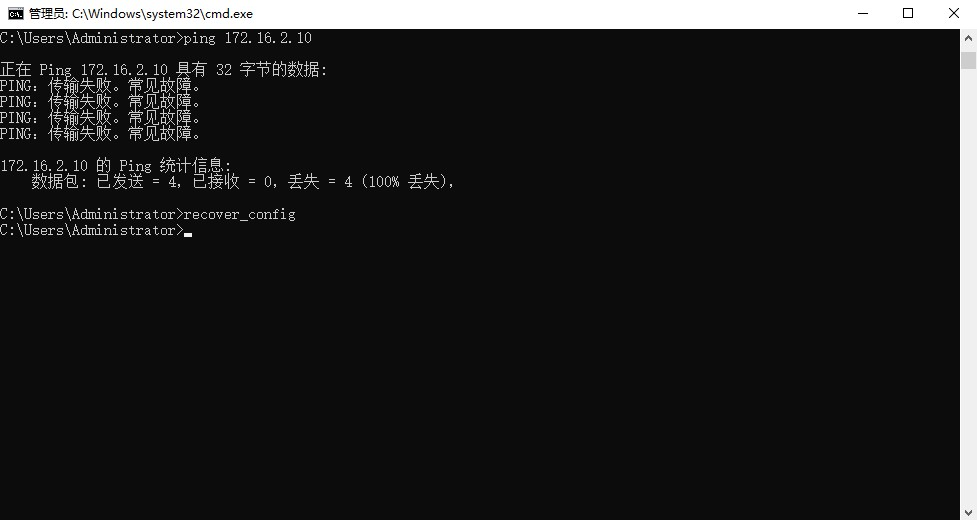 管理员: C:\Windows\system32\cmd.exe
C:\Users\Administrator>ping 172.16.2.10
正在 Ping 172.16.2.10 具有 32 字节的数据:
PING: 传输失败。常见故障。
PING: 传输失败。常见故障。
PING: 传输失败。常见故障。
PING: 传输失败。常见故障。
172.16.2.10 的 Ping 统计信息:
    数据包: 已发送 = 4，已接收 = 0，丢失 = 4 (100% 丢失)，
C:\Users\Administrator>recover_config
C:\Users\Administrator>